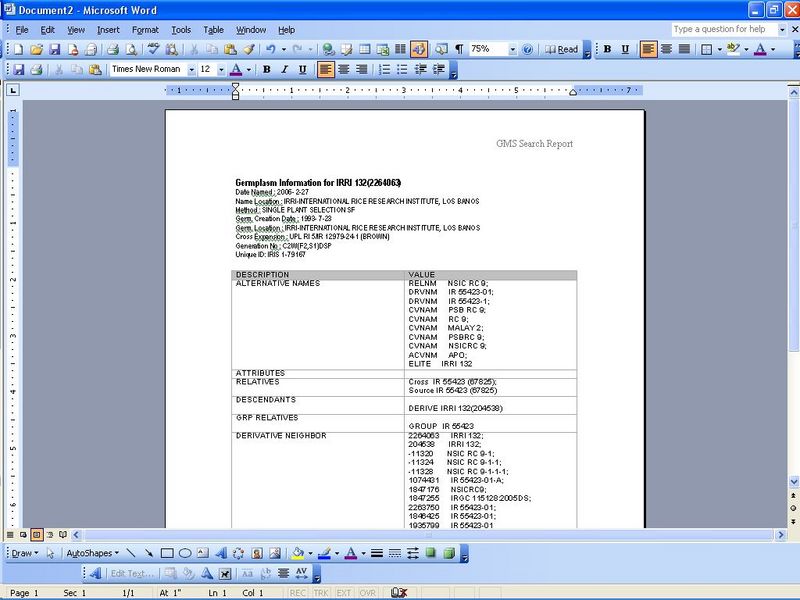 Document2 - Microsoft Word
File Edit View Insert Format Tools Table Window Help Type a question for help
75% Read B U
Times New Roman 12 B I U
1 1 2 3 4 5 7
GMS Search Report
Germplasm Information for IRRI 132(2264063)
Date Named : 2006- 2-27
Name Location : IRRI-INTERNATIONAL RICE RESEARCH INSTITUTE, LOS BANOS
Method : SINGLE PLANT SELECTION SF
Germ. Creation Date : 1993- 7-23
Germ. Location : IRRI-INTERNATIONAL RICE RESEARCH INSTITUTE, LOS BANOS
Cross Expansion : UPL RI 5/IR 12979-24-1 (BROWN)
Generation No : C2W(F2,S1)DSP
Unique ID: IRIS 1-79167
DESCRIPTION VALUE
ALTERNATIVE NAMES RELNM NSIC RC 9;
DRVNM IR 55423-01;
DRVNM IR 55423-1;
CVNAM PSB RC 9;
CVNAM RC 9;
CVNAM MALAY 2;
CVNAM PSBRC 9;
CVNAM NSICRC 9;
ACVNM APO;
ELITE IRRI 132
ATTRIBUTES
RELATIVES Cross IR 55423 (67825);
Source IR 55423 (67825)
DESCENDANTS
DERIVE IRRI 132(204538)
GRP RELATIVES
GROUP IR 55423
DERIVATIVE NEIGHBOR 2264063 IRRI 132;
204538 IRRI 132;
-11320 NSIC RC 9-1;
-11324 NSIC RC 9-1-1;
-11328 NSIC RC 9-1-1-1;
1074431 IR 55423-01-A;
1847176 NSICRC9;
1847255 IRGC 115128:2005DS;
2263750 IR 55423-01;
1846425 IR 55423-01;
1935799 IR 55423-01
Draw AutoShapes
Edit Text...
Page 1 Sec 1 1/1 At 1" Ln 1 Col 1 REC TRK EXT OVR